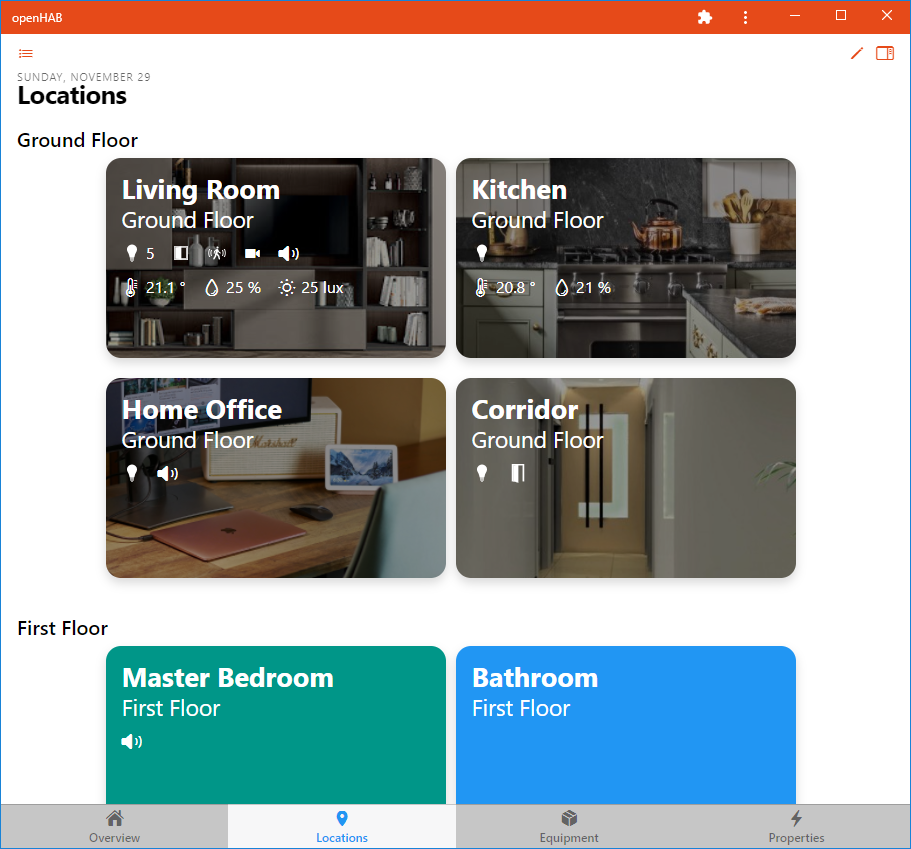 openHAB
SUNDAY, NOVEMBER 29
Locations
Ground Floor
Living Room
Ground Floor
5
21.1 ° 25 % 25 lux
Kitchen
Ground Floor
20.8 ° 21 %
Home Office
Ground Floor
Marshall
Corridor
Ground Floor
First Floor
Master Bedroom
First Floor
Bathroom
First Floor
Overview
Locations
Equipment
Properties